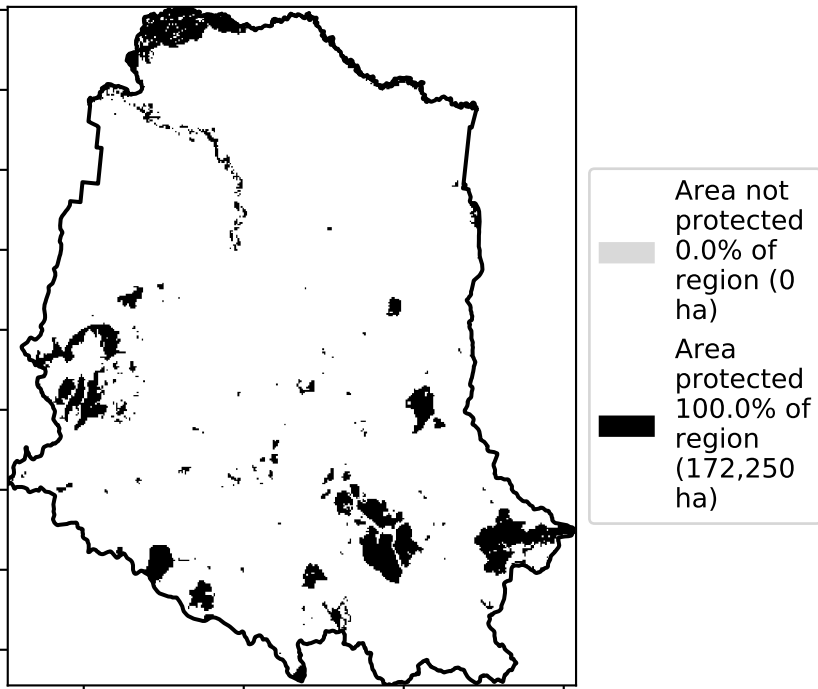 Area not
protected
0.0% of
region (0
ha)
Area
protected
100.0% of
region
(172,250
ha)